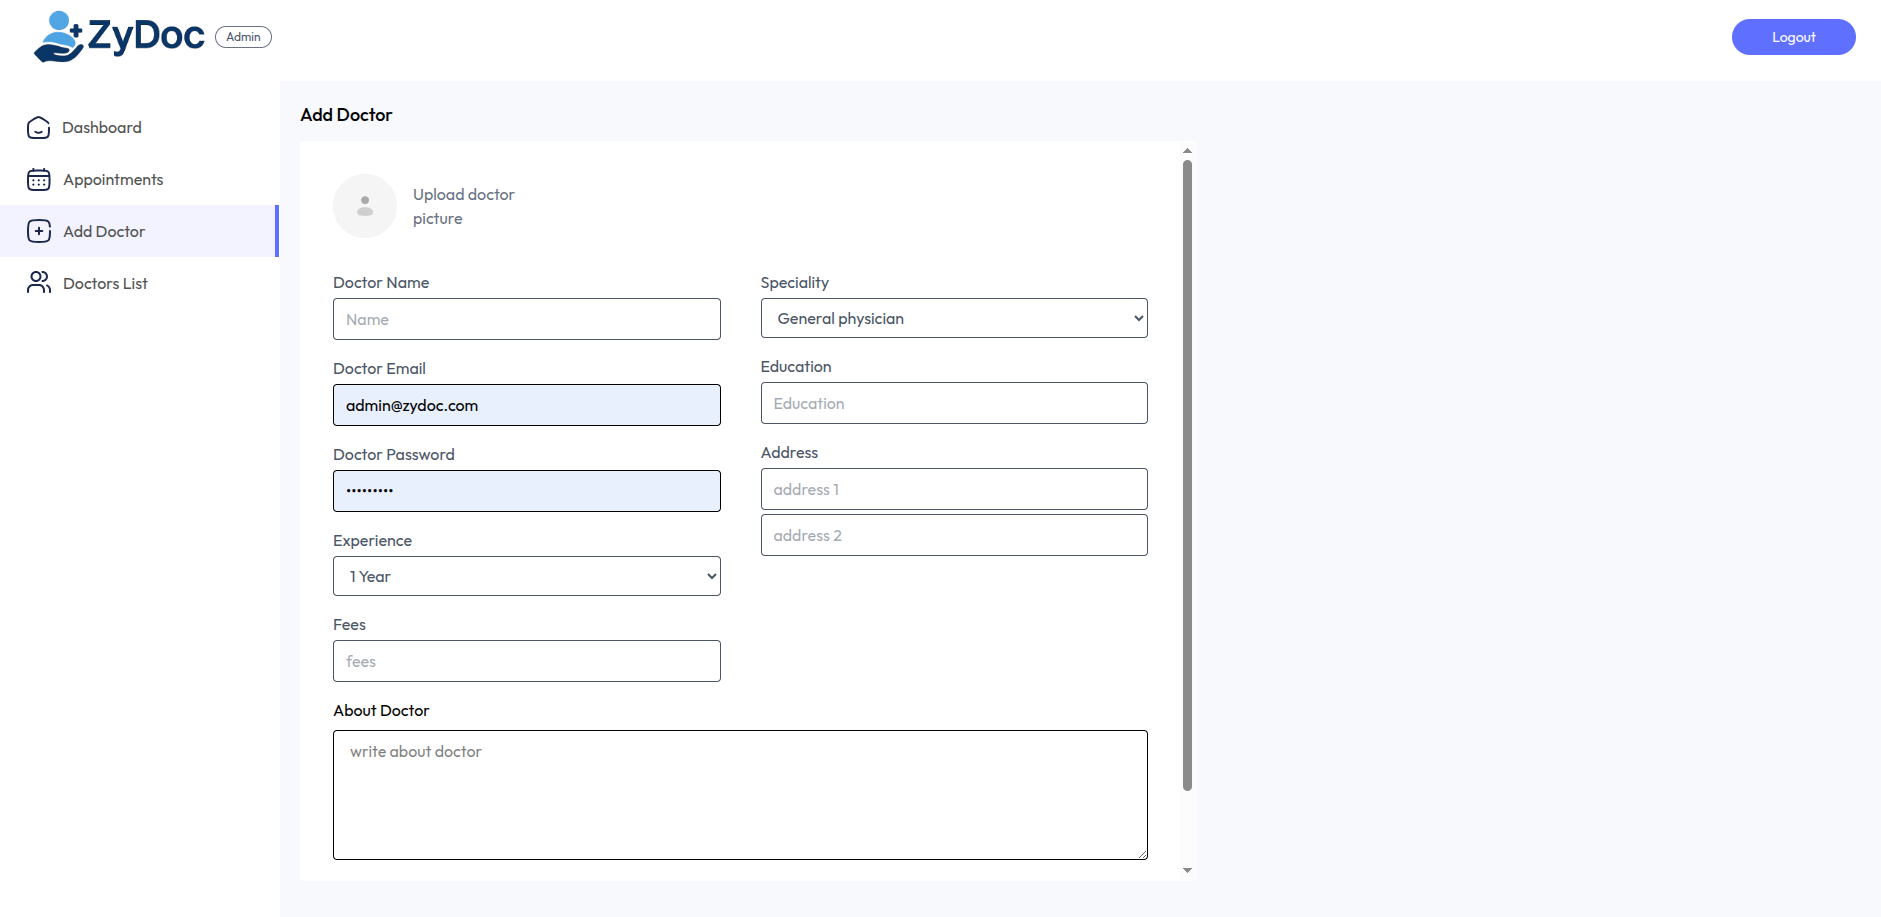 ZyDoc
Admin
Logout
Dashboard
Appointments
Add Doctor
Doctors List
Add Doctor
Upload doctor
picture
Doctor Name
Name
Doctor Email
admin@zydoc.com
Doctor Password
•••••••••
Experience
1 Year
Fees
fees
Speciality
General physician
Education
Education
Address
address 1
address 2
About Doctor
write about doctor